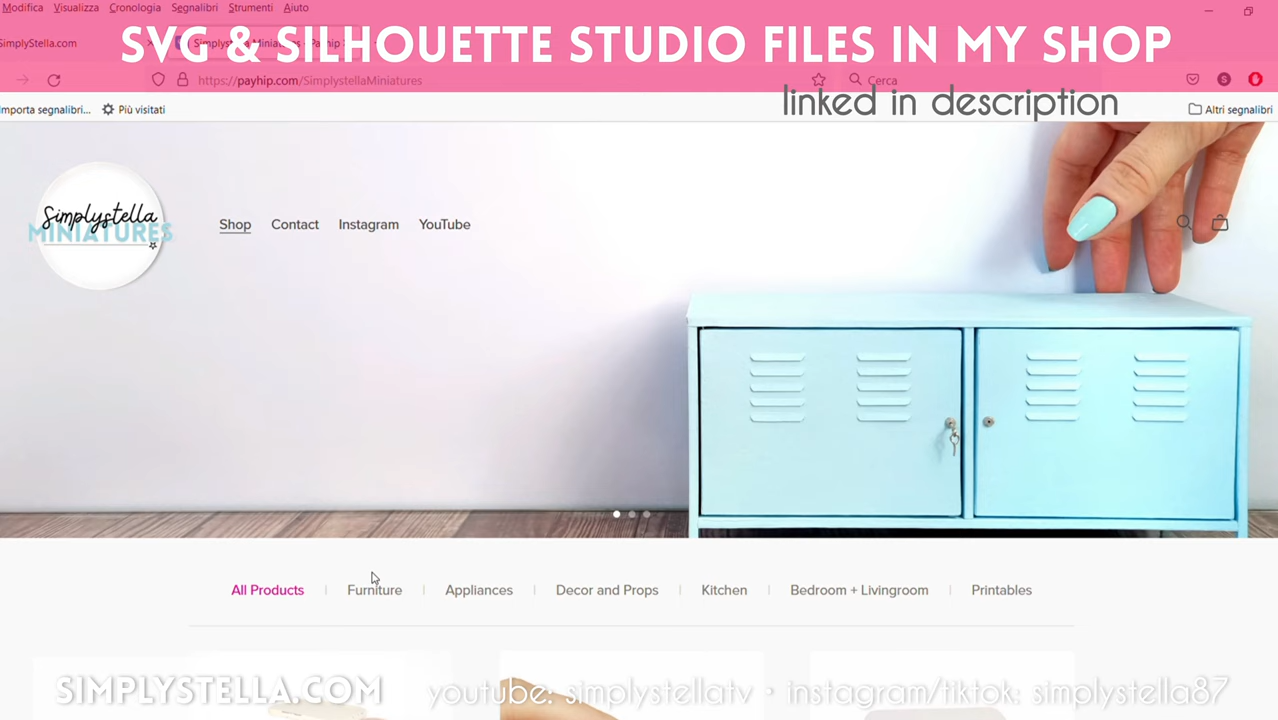 Modifica Visualizza Cronologia Segnalibri Strumenti Aiuto
SVG & SILHOUETTE STUDIO FILES IN MY SHOP
SimplyStella.com
https://payhip.com/SimplystellaMiniatures
Cerca
linked in description
Importa segnalibri... Più visitati
Altri segnalibri
Simplystella
MINIATURES
Shop Contact Instagram YouTube
All Products Furniture Appliances Decor and Props Kitchen Bedroom + Livingroom Printables
SIMPLYSTELLA.COM youtube: simplystellatv • instagram/tiktok: simplystella87